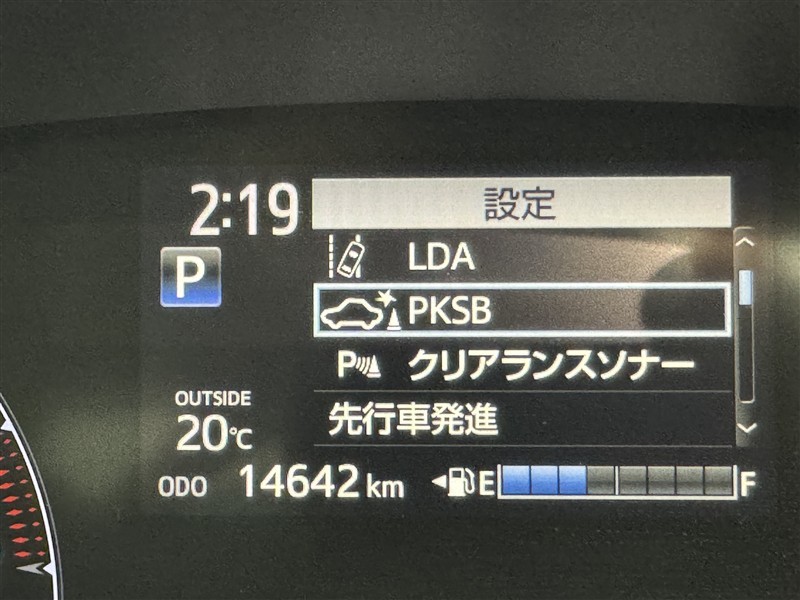 2:19
設定
P
LDA
PKSB
P クリアランスソナー
先行車発進
OUTSIDE
20℃
ODO 14642 km
E F